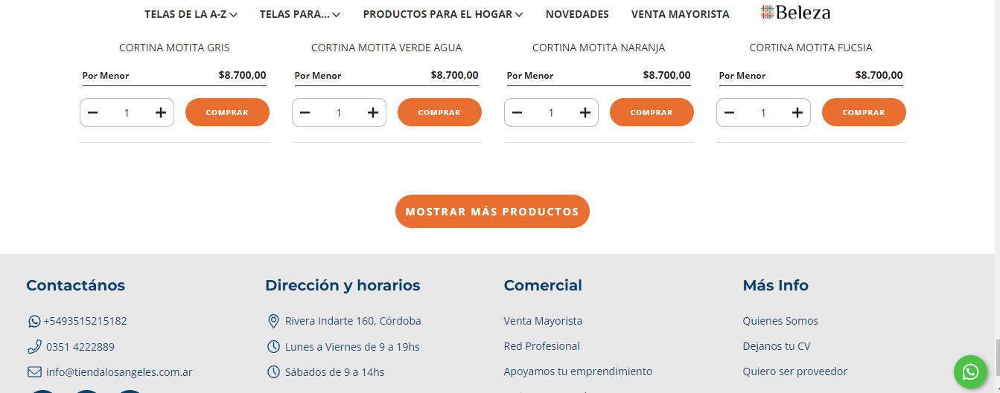 TELAS DE LA A-Z TELAS PARA... PRODUCTOS PARA EL HOGAR NOVEDADES VENTA MAYORISTA Beleza
CORTINA MOTITA GRIS CORTINA MOTITA VERDE AGUA CORTINA MOTITA NARANJA CORTINA MOTITA FUCSIA
Por Menor $8.700,00 Por Menor $8.700,00 Por Menor $8.700,00 Por Menor $8.700,00
1 COMPRAR 1 COMPRAR 1 COMPRAR 1 COMPRAR
MOSTRAR MÁS PRODUCTOS
Contactános Dirección y horarios Comercial Más Info
+5493515215182 Rivera Indarte 160, Córdoba Venta Mayorista Quienes Somos
0351 4222889 Lunes a Viernes de 9 a 19hs Red Profesional Dejanos tu CV
info@tiendalosangeles.com.ar Sábados de 9 a 14hs Apoyamos tu emprendimiento Quiero ser proveedor